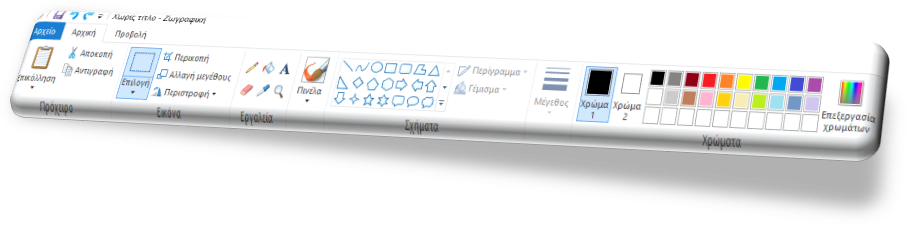 Χωρίς τίτλο - Ζωγραφική
Αρχείο Αρχική Προβολή
Επικόλληση
Αποκοπή
Αντιγραφή
Πρόχειρο
Επιλογή
Περικοπή
Αλλαγή μεγέθους
Περιστροφή
Εικόνα
Εργαλεία
Πινέλα
Περίγραμμα
Γέμισμα
Σχήματα
Μέγεθος
Χρώμα 1
Χρώμα 2
Επεξεργασία χρωμάτων
Χρώματα